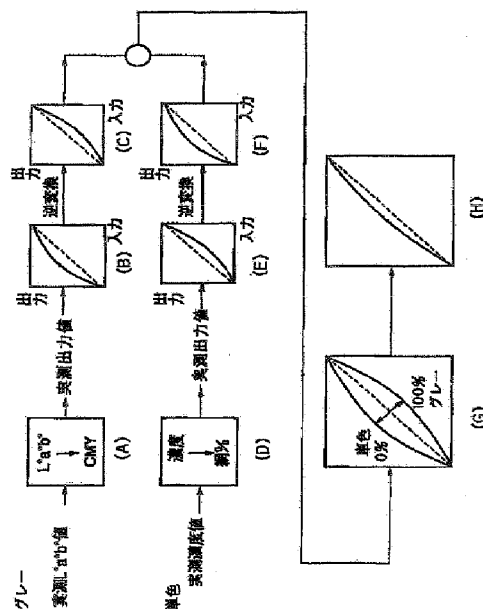 グレー
実測L*a*b*値
L*a*b*
CMY
(A)
実測出力値
出力
入力
(B)
逆変換
出力
入力
(C)
単色
実測濃度値
濃度
網%
(D)
実測出力値
出力
入力
(E)
逆変換
出力
入力
(F)
単色
0%
100%
グレー
(G)
(H)